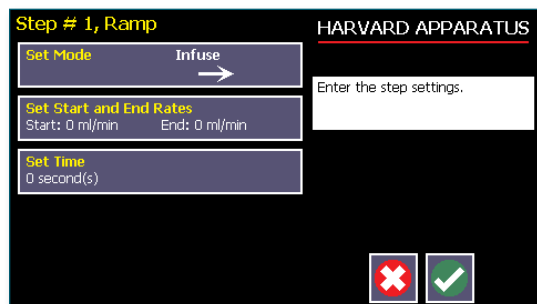 Step # 1, Ramp
HARVARD APPARATUS
Set Mode
Infuse
Enter the step settings.
Set Start and End Rates
Start: 0 ml/min End: 0 ml/min
Set Time
0 second(s)